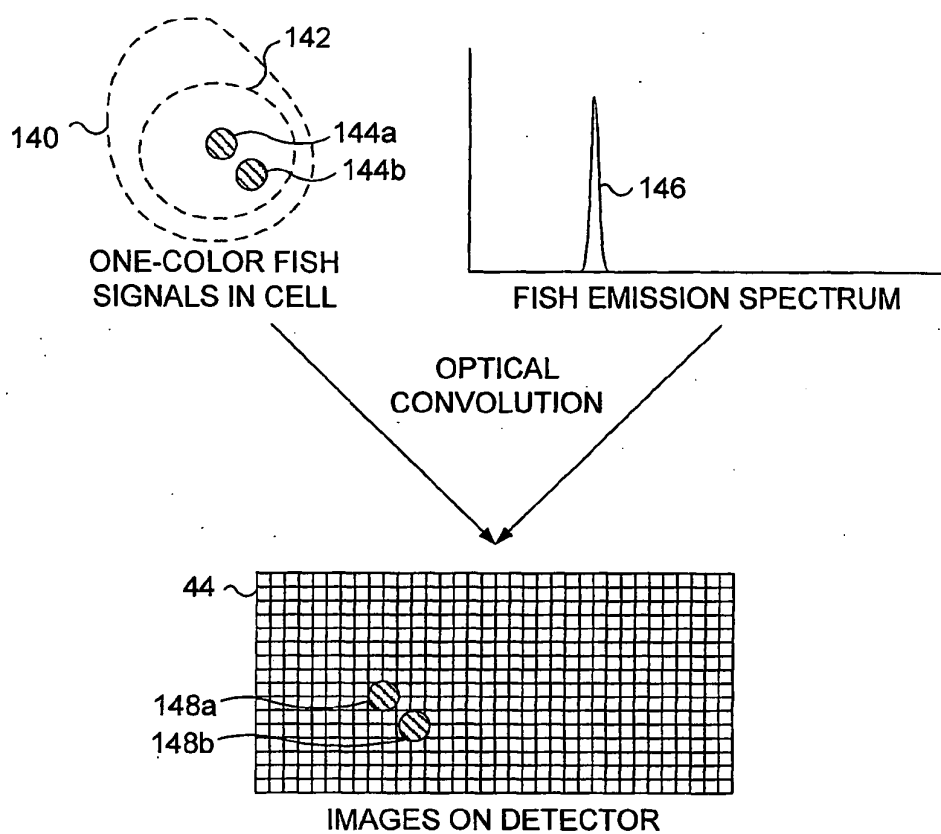 142
140
144a
144b
146
ONE-COLOR FISH
SIGNALS IN CELL
FISH EMISSION SPECTRUM
OPTICAL
CONVOLUTION
44
148a
148b
IMAGES ON DETECTOR